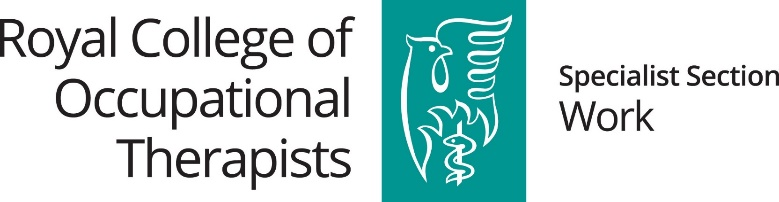 Royal College of
Occupational
Therapists
Specialist Section
Work